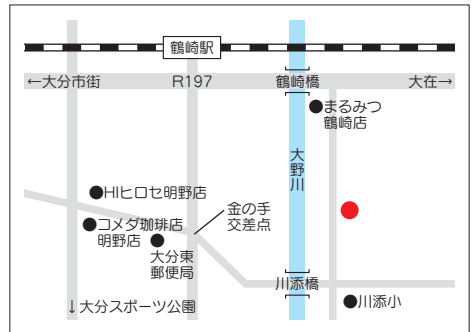 鶴崎駅
←大分市街
R197
鶴崎橋
大在→
まるみつ
鶴崎店
大野川
HIヒロセ明野店
金の手
交差点
コメダ珈琲店
明野店
大分東
郵便局
川添橋
↓大分スポーツ公園
川添小